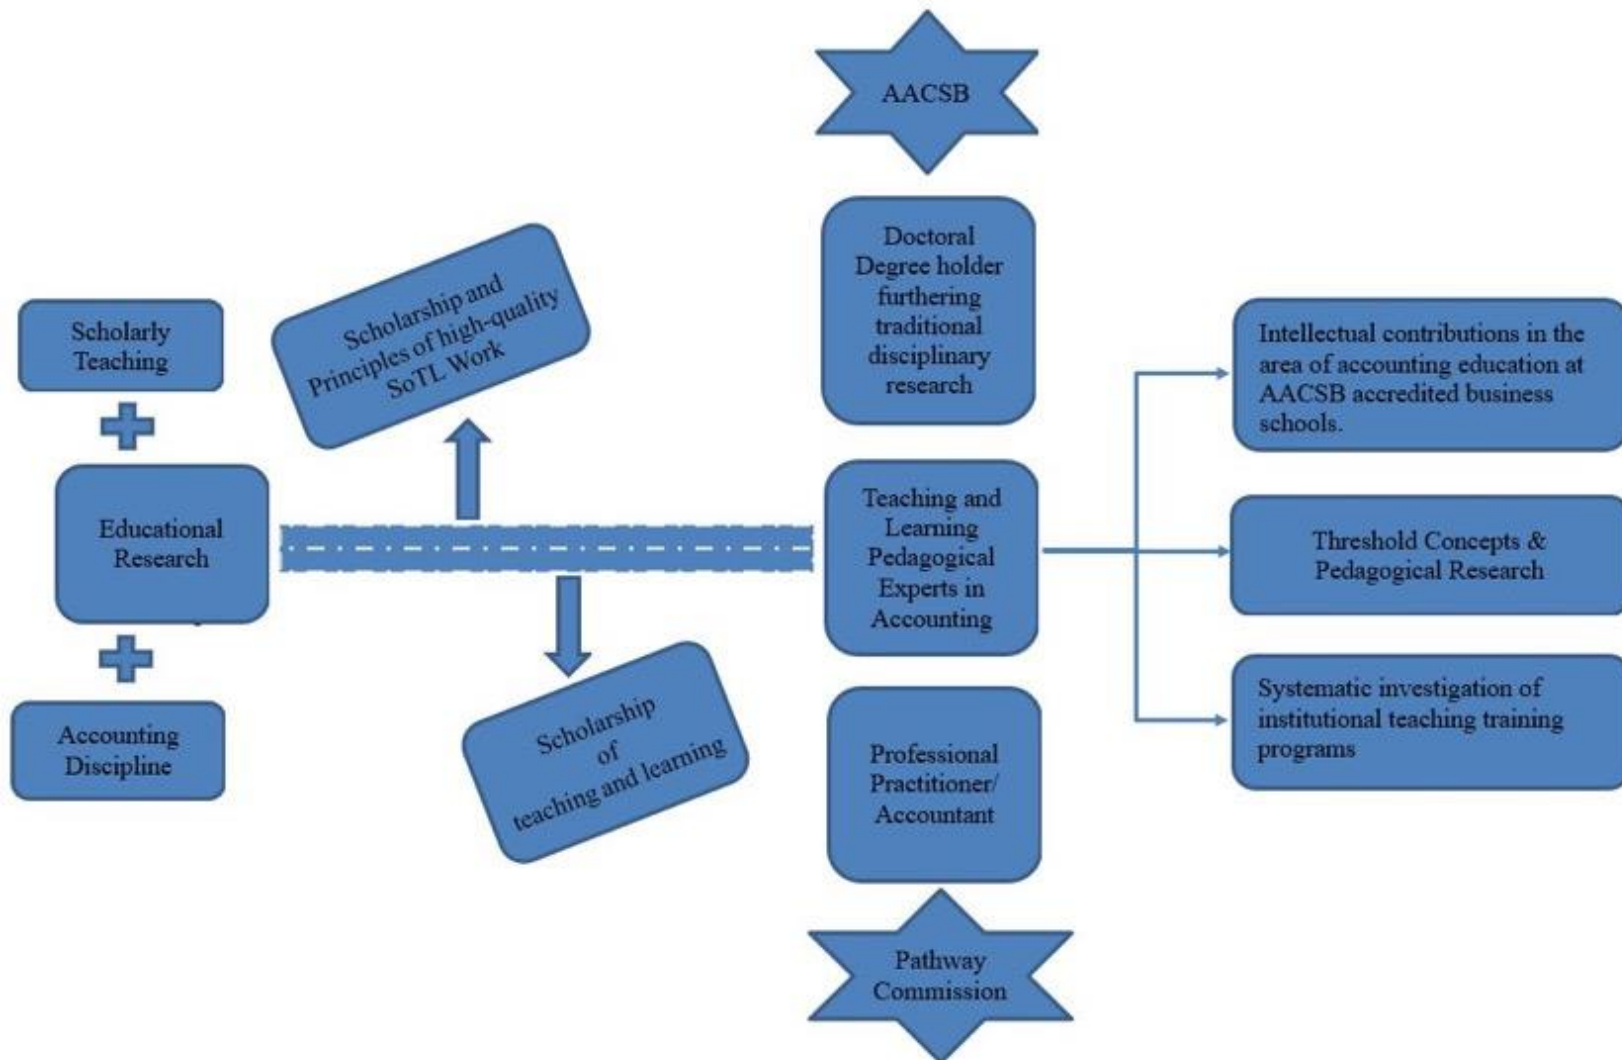 AACSB
Doctoral
Degree holder
furthering
traditional
disciplinary
research
Scholarly
Teaching
Scholarship and
Principles of high-quality
SoTL Work
Educational
Research
Teaching and
Learning
Pedagogical
Experts in
Accounting
Intellectual contributions in the
area of accounting education at
AACSB accredited business
schools.
Threshold Concepts &
Pedagogical Research
Systematic investigation of
institutional teaching training
programs
Accounting
Discipline
Scholarship
of
teaching and learning
Professional
Practitioner/
Accountant
Pathway
Commission